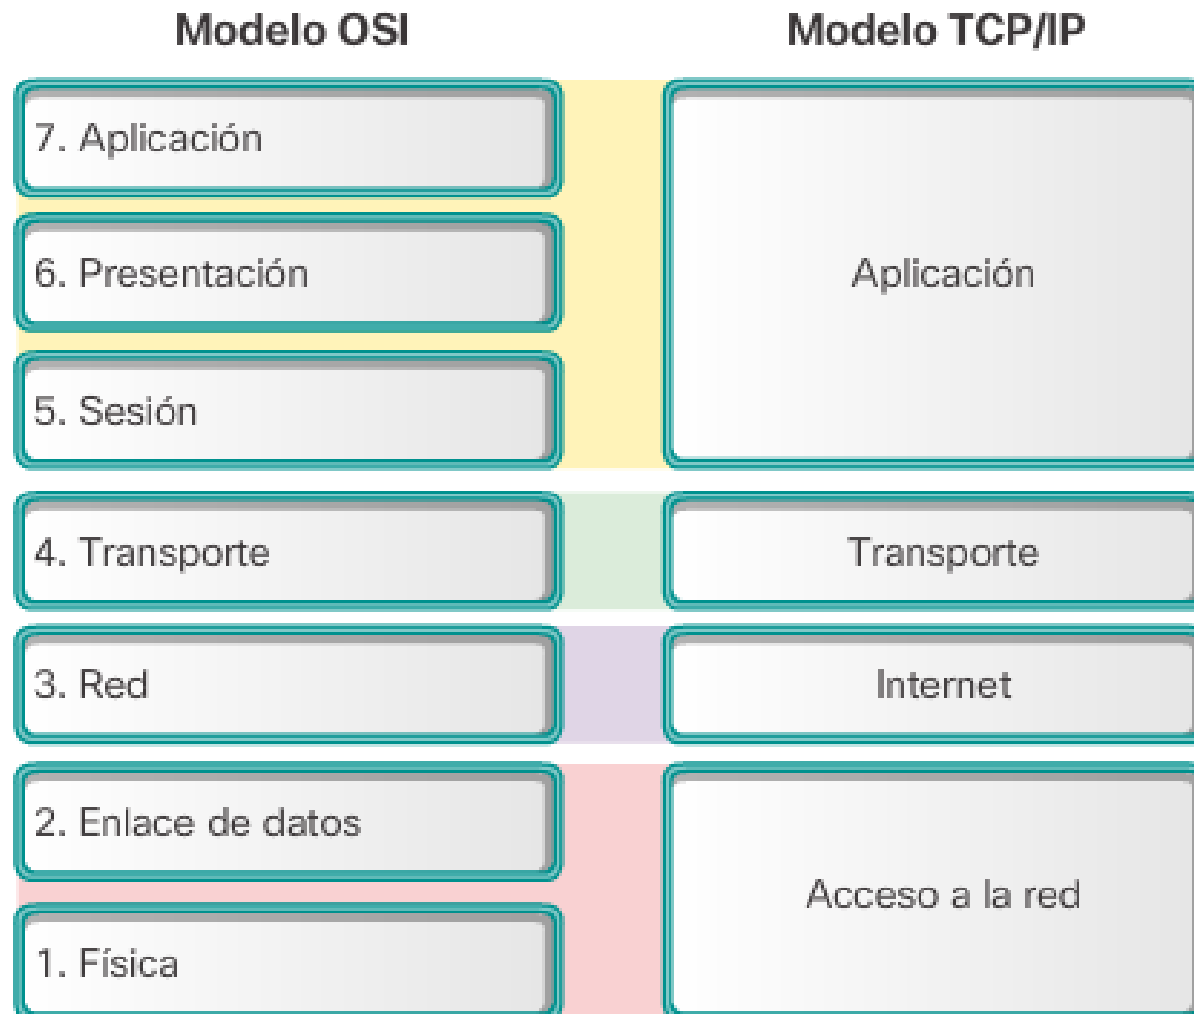 Modelo OSI
Modelo TCP/IP
7. Aplicación
6. Presentación
5. Sesión
Aplicación
4. Transporte
Transporte
3. Red
Internet
2. Enlace de datos
1. Física
Acceso a la red